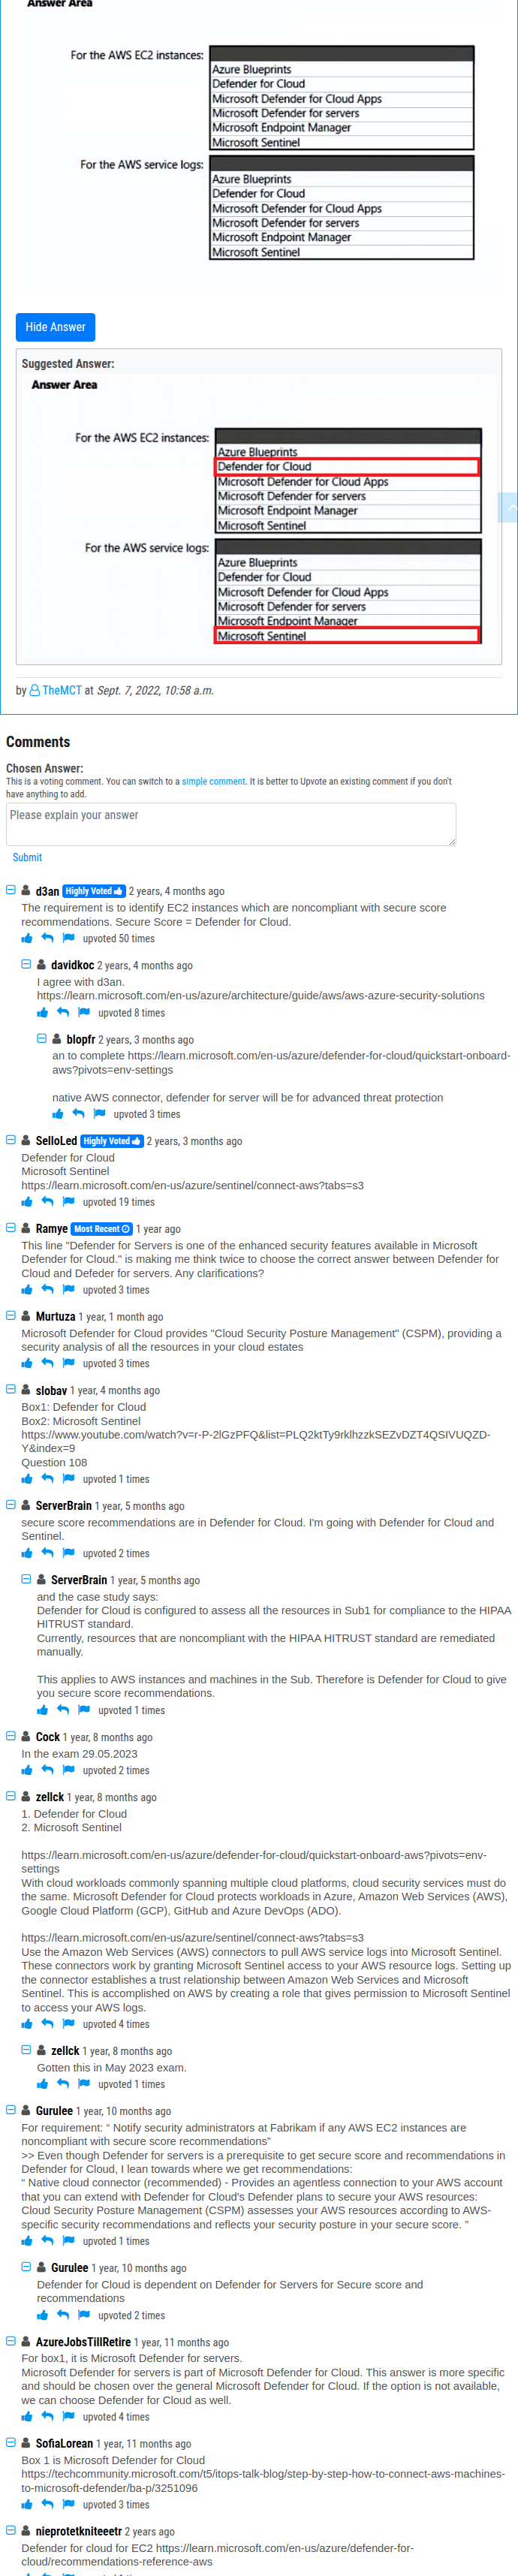 Answer Area
For the AWS EC2 instances:
Azure Blueprints
Defender for Cloud
Microsoft Defender for Cloud Apps
Microsoft Defender for servers
Microsoft Endpoint Manager
Microsoft Sentinel
For the AWS service logs:
Azure Blueprints
Defender for Cloud
Microsoft Defender for Cloud Apps
Microsoft Defender for servers
Microsoft Endpoint Manager
Microsoft Sentinel
Hide Answer
Suggested Answer:
Answer Area
For the AWS EC2 instances:
Azure Blueprints
Defender for Cloud
Microsoft Defender for Cloud Apps
Microsoft Defender for servers
Microsoft Endpoint Manager
Microsoft Sentinel
For the AWS service logs:
Azure Blueprints
Defender for Cloud
Microsoft Defender for Cloud Apps
Microsoft Defender for servers
Microsoft Endpoint Manager
Microsoft Sentinel
by TheMCT at Sept. 7, 2022, 10:58 a.m.
Comments
Chosen Answer:
This is a voting comment. You can switch to a simple comment. It is better to Upvote an existing comment if you don't
have anything to add.
Please explain your answer
Submit
d3an Highly Voted 2 years, 4 months ago
The requirement is to identify EC2 instances which are noncompliant with secure score
recommendations. Secure Score = Defender for Cloud.
upvoted 50 times
davidkoc 2 years, 4 months ago
I agree with d3an.
https://learn.microsoft.com/en-us/azure/architecture/guide/aws/aws-azure-security-solutions
upvoted 8 times
blopfr 2 years, 3 months ago
an to complete https://learn.microsoft.com/en-us/azure/defender-for-cloud/quickstart-onboard-
aws?pivots=env-settings
native AWS connector, defender for server will be for advanced threat protection
upvoted 3 times
SelloLed Highly Voted 2 years, 3 months ago
Defender for Cloud
Microsoft Sentinel
https://learn.microsoft.com/en-us/azure/sentinel/connect-aws?tabs=s3
upvoted 19 times
Ramye Most Recent 1 year ago
This line "Defender for Servers is one of the enhanced security features available in Microsoft
Defender for Cloud." is making me think twice to choose the correct answer between Defender for
Cloud and Defeder for servers. Any clarifications?
upvoted 3 times
Murtuza 1 year, 1 month ago
Microsoft Defender for Cloud provides "Cloud Security Posture Management" (CSPM), providing a
security analysis of all the resources in your cloud estates
upvoted 3 times
slobav 1 year, 4 months ago
Box1: Defender for Cloud
Box2: Microsoft Sentinel
https://www.youtube.com/watch?v=r-P-2lGzPFQ&list=PLQ2ktTy9rklhzzkSEZvDZT4QSIVUQZD-
Y&index=9
Question 108
upvoted 1 times
ServerBrain 1 year, 5 months ago
secure score recommendations are in Defender for Cloud. I'm going with Defender for Cloud and
Sentinel.
upvoted 2 times
ServerBrain 1 year, 5 months ago
and the case study says:
Defender for Cloud is configured to assess all the resources in Sub1 for compliance to the HIPAA
HITRUST standard.
Currently, resources that are noncompliant with the HIPAA HITRUST standard are remediated
manually.
This applies to AWS instances and machines in the Sub. Therefore is Defender for Cloud to give
you secure score recommendations.
upvoted 1 times
Cock 1 year, 8 months ago
In the exam 29.05.2023
upvoted 2 times
zellck 1 year, 8 months ago
1. Defender for Cloud
2. Microsoft Sentinel
https://learn.microsoft.com/en-us/azure/defender-for-cloud/quickstart-onboard-aws?pivots=env-
settings
With cloud workloads commonly spanning multiple cloud platforms, cloud security services must do
the same. Microsoft Defender for Cloud protects workloads in Azure, Amazon Web Services (AWS),
Google Cloud Platform (GCP), GitHub and Azure DevOps (ADO).
https://learn.microsoft.com/en-us/azure/sentinel/connect-aws?tabs=s3
Use the Amazon Web Services (AWS) connectors to pull AWS service logs into Microsoft Sentinel.
These connectors work by granting Microsoft Sentinel access to your AWS resource logs. Setting up
the connector establishes a trust relationship between Amazon Web Services and Microsoft
Sentinel. This is accomplished on AWS by creating a role that gives permission to Microsoft Sentinel
to access your AWS logs.
upvoted 4 times
zellck 1 year, 8 months ago
Gotten this in May 2023 exam.
upvoted 1 times
Gurulee 1 year, 10 months ago
For requirement: “ Notify security administrators at Fabrikam if any AWS EC2 instances are
noncompliant with secure score recommendations”
>> Even though Defender for servers is a prerequisite to get secure score and recommendations in
Defender for Cloud, I lean towards where we get recommendations:
“ Native cloud connector (recommended) - Provides an agentless connection to your AWS account
that you can extend with Defender for Cloud's Defender plans to secure your AWS resources:
Cloud Security Posture Management (CSPM) assesses your AWS resources according to AWS-
specific security recommendations and reflects your security posture in your secure score. ”
upvoted 1 times
Gurulee 1 year, 10 months ago
Defender for Cloud is dependent on Defender for Servers for Secure score and
recommendations
upvoted 2 times
AzureJobsTillRetire 1 year, 11 months ago
For box1, it is Microsoft Defender for servers.
Microsoft Defender for servers is part of Microsoft Defender for Cloud. This answer is more specific
and should be chosen over the general Microsoft Defender for Cloud. If the option is not available,
we can choose Defender for Cloud as well.
upvoted 4 times
SofiaLorean 1 year, 11 months ago
Box 1 is Microsoft Defender for Cloud
https://techcommunity.microsoft.com/t5/itops-talk-blog/step-by-step-how-to-connect-aws-machines-
to-microsoft-defender/ba-p/3251096
upvoted 3 times
nieprotetkniteeetr 2 years ago
Defender for cloud for EC2 https://learn.microsoft.com/en-us/azure/defender-for-
cloud/recommendations-reference-aws